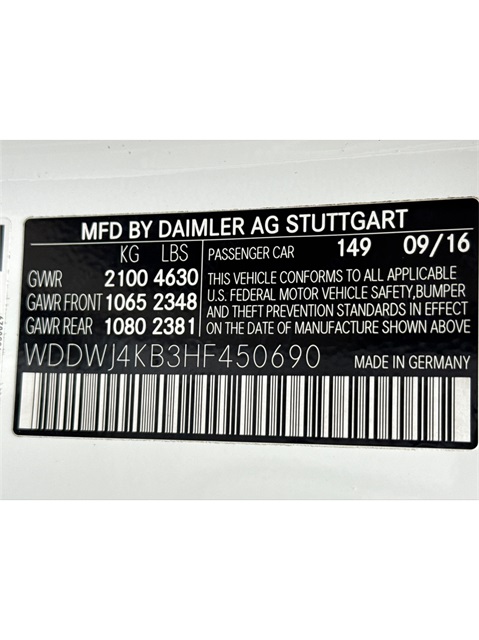 MFD BY DAIMLER AG STUTTGART
KG LBS
GVWR 2100 4630
GAWR FRONT 1065 2348
GAWR REAR 1080 2381
PASSENGER CAR 149 09/16
THIS VEHICLE CONFORMS TO ALL APPLICABLE
U.S. FEDERAL MOTOR VEHICLE SAFETY,BUMPER
AND THEFT PREVENTION STANDARDS IN EFFECT
ON THE DATE OF MANUFACTURE SHOWN ABOVE
WDDWJ4KB3HF450690 MADE IN GERMANY